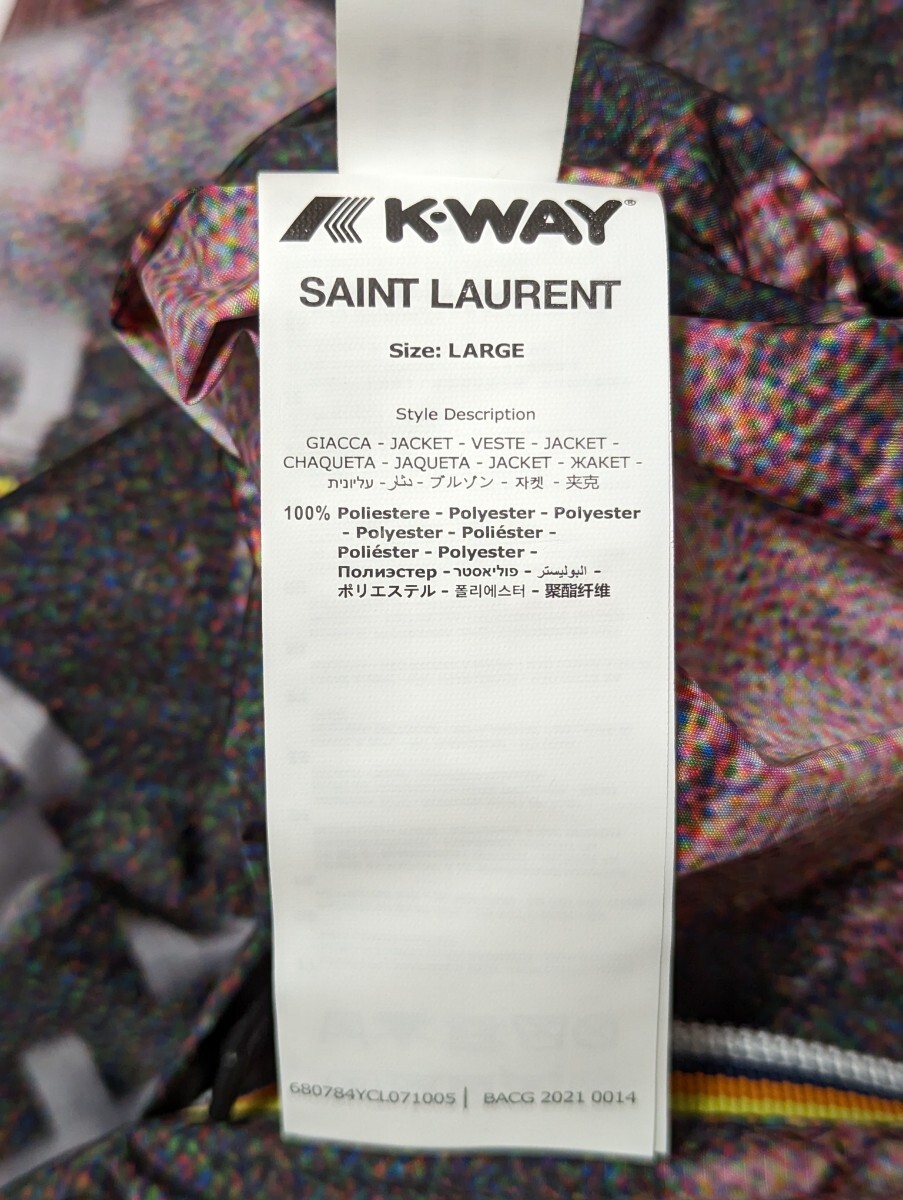 K·WAY®
SAINT LAURENT
Size: LARGE
Style Description
GIACCA - JACKET - VESTE - JACKET -
CHAQUETA - JAQUETA - JACKET - ЖАКЕТ -
עליונית - دثار - ブルゾン - 자켓 - 夹克
100% Poliestere - Polyester - Polyester
- Polyester - Poliéster -
Poliéster - Polyester -
Полиэстер - פוליאסטר - البوليستر -
ポリエステル - 폴리에스터 - 聚酯纤维
680784YCL071005 | BACG 2021 0014